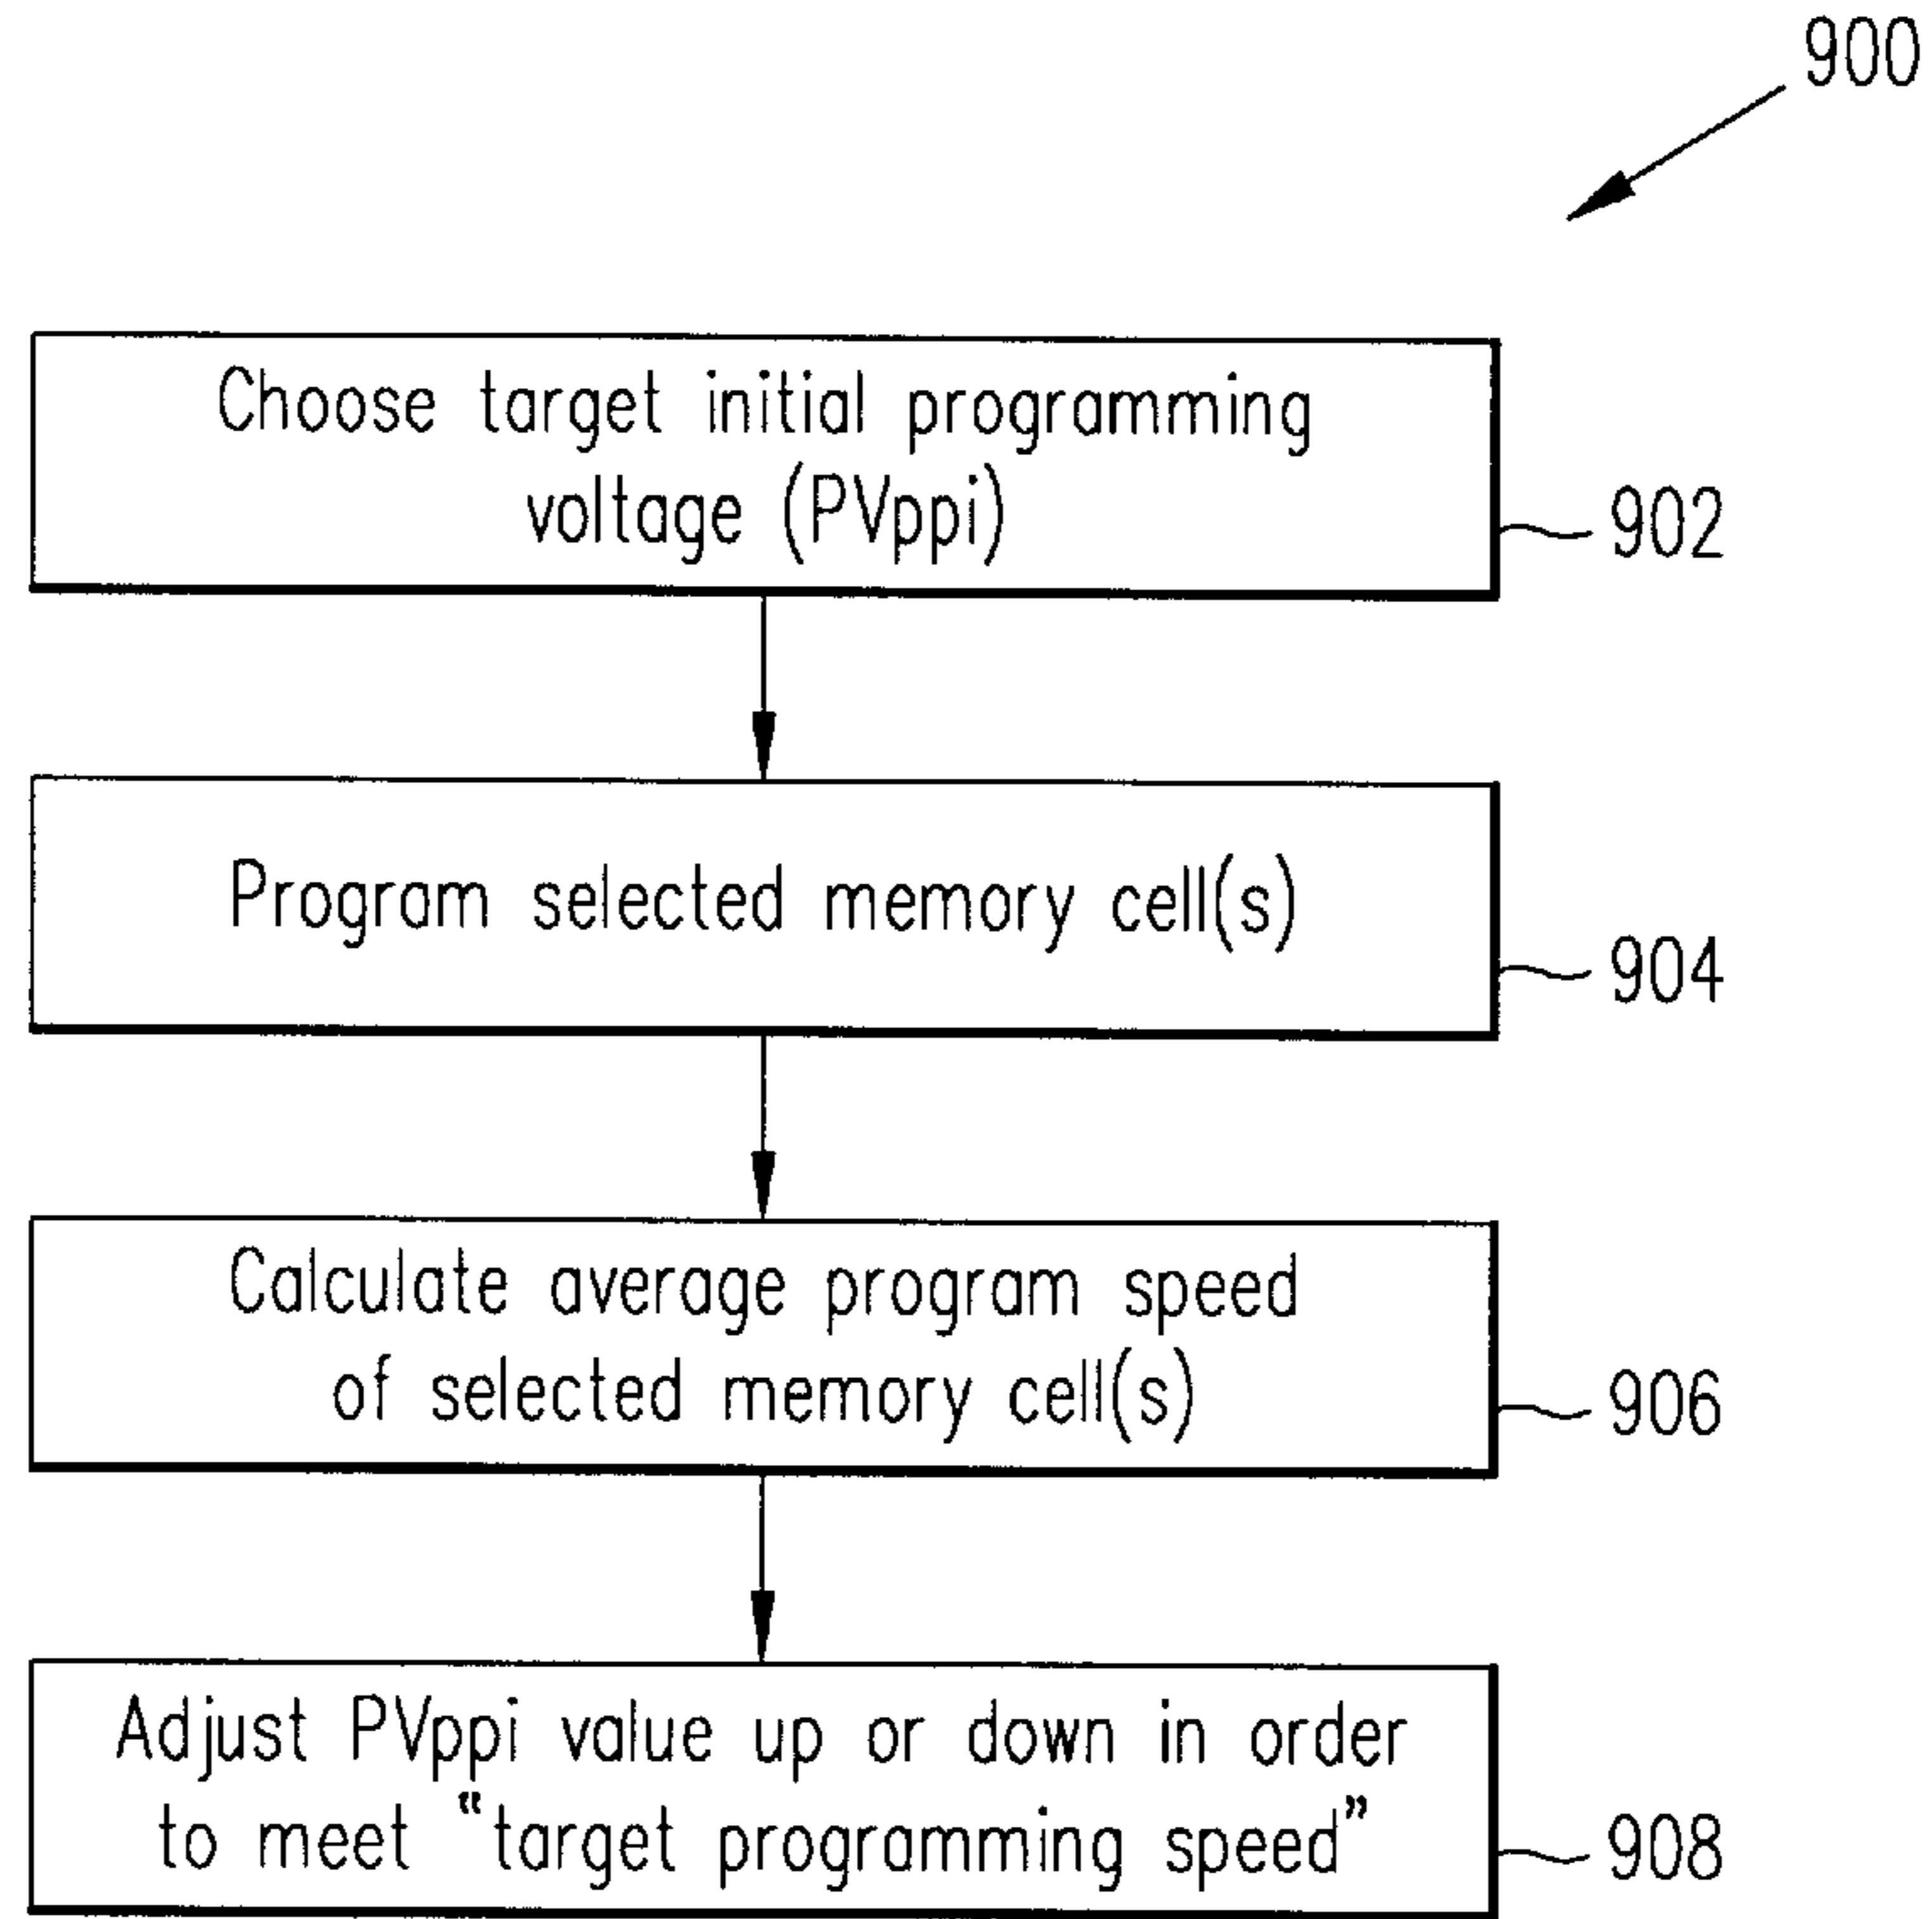 900
Choose target initial programming
voltage (PVppi)
902
Program selected memory cell(s)
904
Calculate average program speed
of selected memory cell(s)
906
Adjust PVppi value up or down in order
to meet “target programming speed”
908